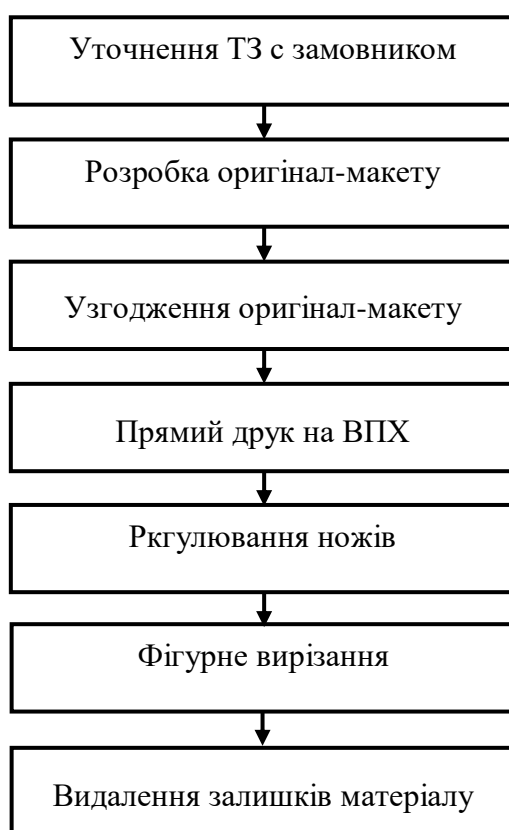 Уточнення ТЗ с замовником
Розробка оригінал-макету
Узгодження оригінал-макету
Прямий друк на ВПХ
Ркгулювання ножів
Фігурне вирізання
Видалення залишків матеріалу